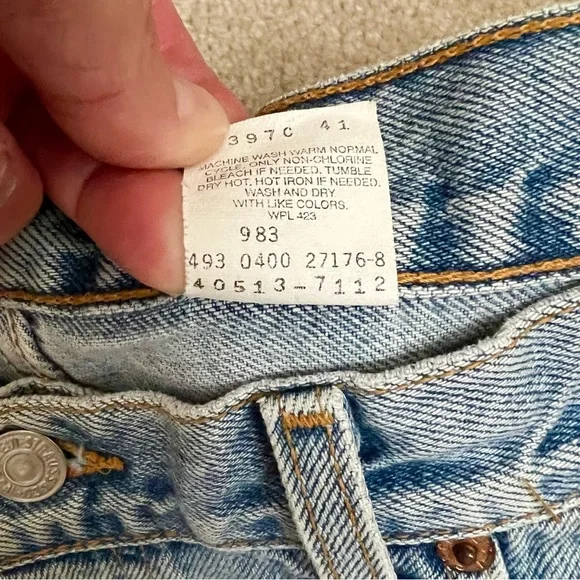 397C 41
MACHINE WASH WARM NORMAL
CYCLE. ONLY NON-CHLORINE
BLEACH IF NEEDED. TUMBLE
DRY HOT, HOT IRON IF NEEDED.
WASH AND DRY
WITH LIKE COLORS.
WPL 423
983
493 0400 27176-8
40513-7112